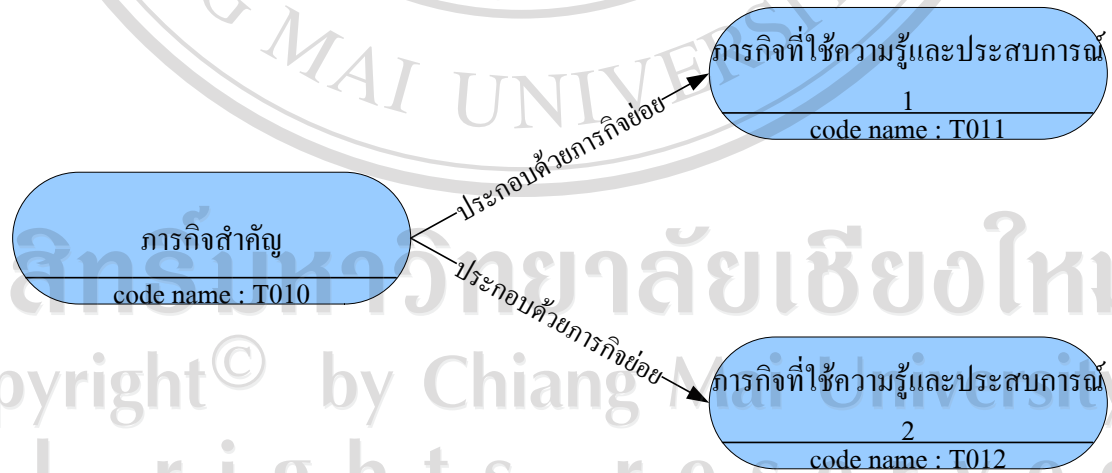 MAI UNIVERSI
ภารกิจที่ใช้ความรู้และประสบการณ์
1
code name : T011
ประกอบด้วยภารกิจย่อย
ภารกิจสำคัญ
code name : T010
ประกอบด้วยภารกิจย่อย
สิทธิ์มหาวิทยาลัยเชียงให
pyright© by Chiang Mai University
ภารกิจที่ใช้ความรู้และประสบการณ์
2
code name : T012
l rights